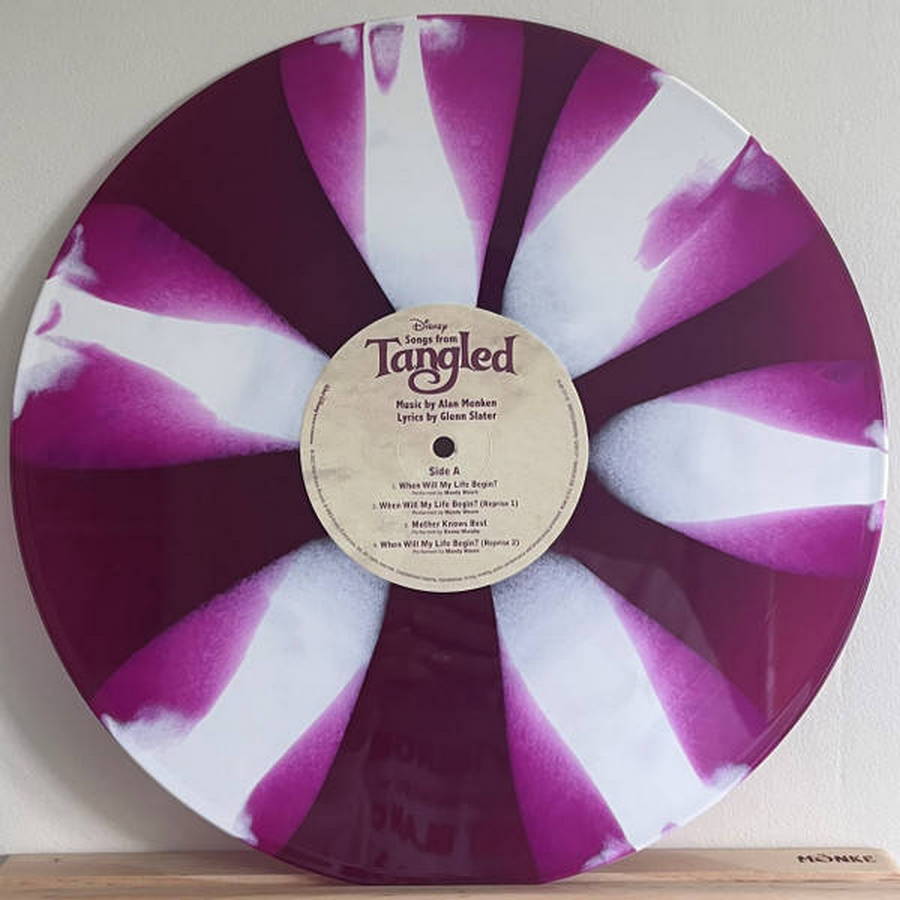 Disney
Songs from
Tangled
Music by Alan Menken
Lyrics by Glenn Slater
Side A
1. When Will My Life Begin?
Performed by Mandy Moore
2. When Will My Life Begin? (Reprise 1)
Performed by Mandy Moore
3. Mother Knows Best
Performed by Donna Murphy
4. When Will My Life Begin? (Reprise 2)
Performed by Mandy Moore
MÖNKE